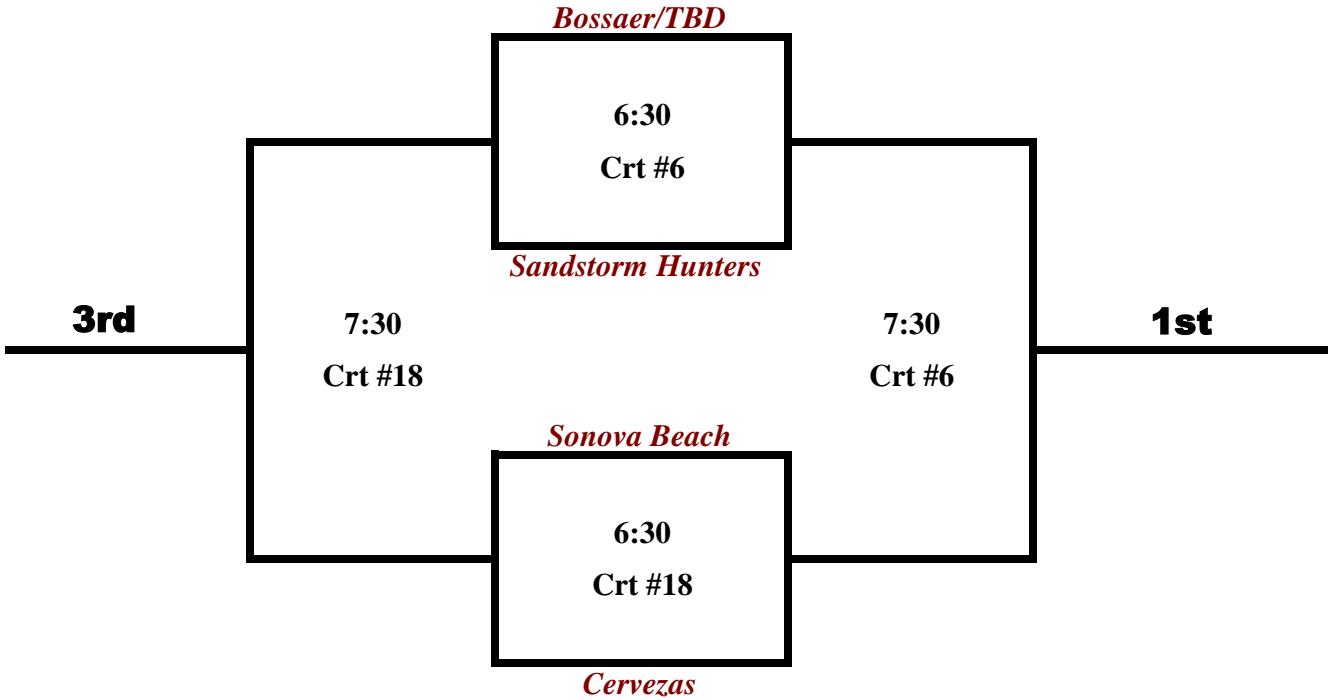 Bossaer/TBD
6:30
Crt #6
Sandstorm Hunters
3rd
7:30
Crt #18
7:30
Crt #6
1st
Sonova Beach
6:30
Crt #18
Cervezas